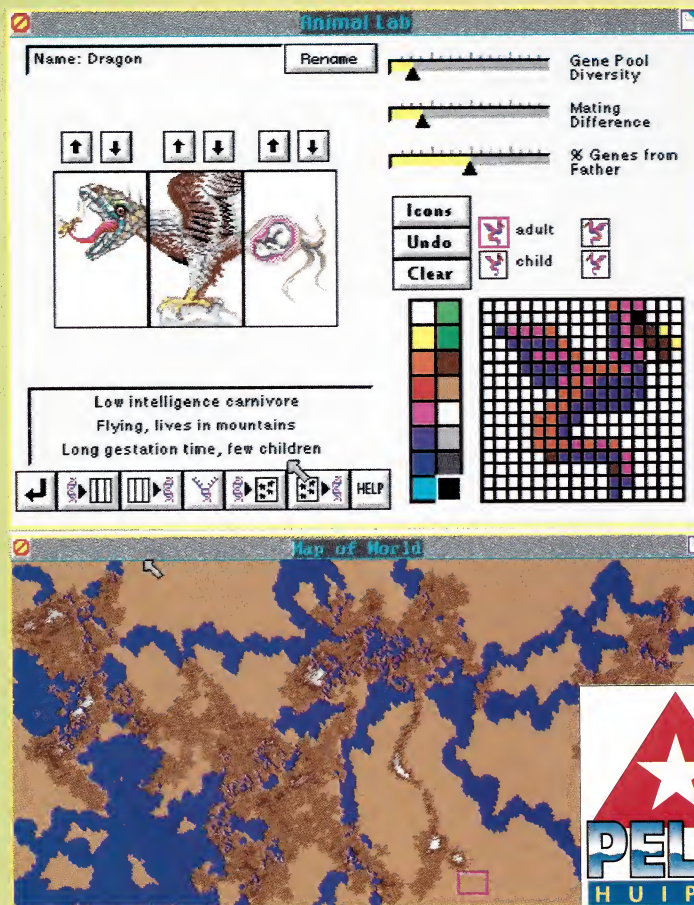 Animal Lab
Name: Dragon
Rename
Gene Pool
Diversity
Mating
Difference
% Genes from
Father
Icons
Undo
Clear
adult
child
Low intelligence carnivore
Flying, lives in mountains
Long gestation time, few children
HELP
Map of World
PEL
HUIP